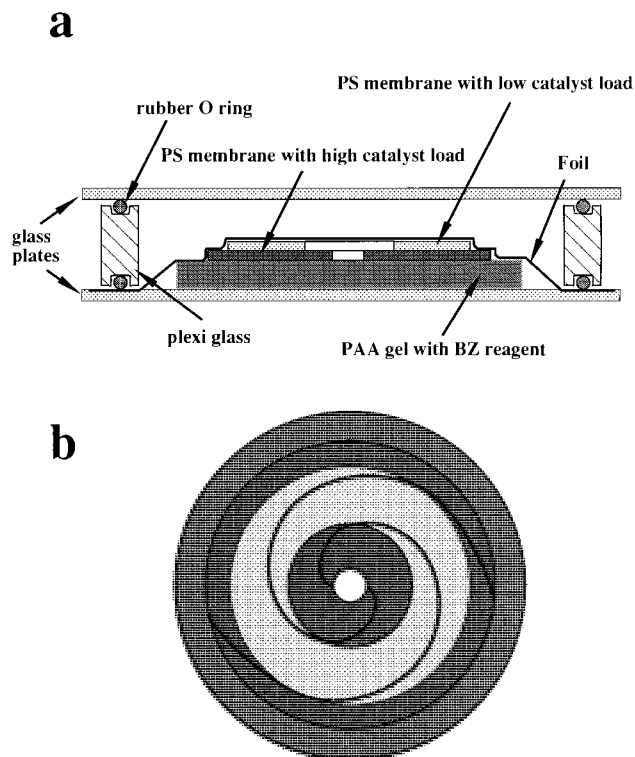 a
PS membrane with low catalyst load
rubber O ring
PS membrane with high catalyst load
Foil
glass
plates
plexi glass
PAA gel with BZ reagent
b